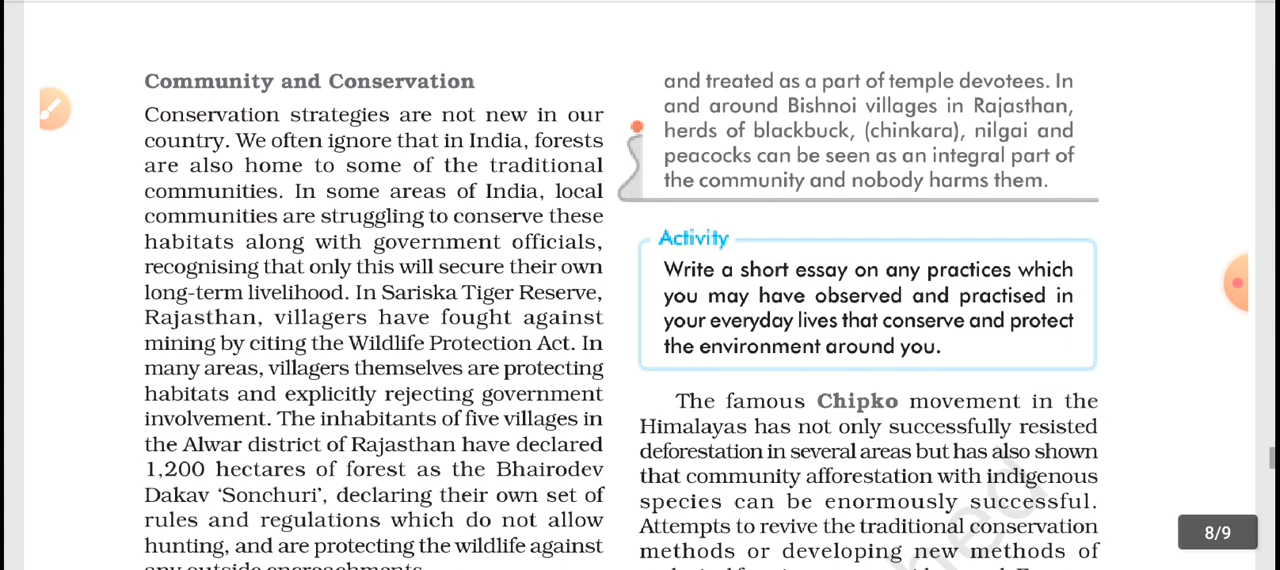 Community and Conservation
Conservation strategies are not new in our
country. We often ignore that in India, forests
are also home to some of the traditional
communities. In some areas of India, local
communities are struggling to conserve these
habitats along with government officials,
recognising that only this will secure their own
long-term livelihood. In Sariska Tiger Reserve,
Rajasthan, villagers have fought against
mining by citing the Wildlife Protection Act. In
many areas, villagers themselves are protecting
habitats and explicitly rejecting government
involvement. The inhabitants of five villages in
the Alwar district of Rajasthan have declared
1,200 hectares of forest as the Bhairodev
Dakav ‘Sonchuri’, declaring their own set of
rules and regulations which do not allow
hunting, and are protecting the wildlife against
any outside encroachments.
and treated as a part of temple devotees. In
and around Bishnoi villages in Rajasthan,
herds of blackbuck, (chinkara), nilgai and
peacocks can be seen as an integral part of
the community and nobody harms them.
Activity
Write a short essay on any practices which
you may have observed and practised in
your everyday lives that conserve and protect
the environment around you.
The famous Chipko movement in the
Himalayas has not only successfully resisted
deforestation in several areas but has also shown
that community afforestation with indigenous
species can be enormously successful.
Attempts to revive the traditional conservation
methods or developing new methods of
8/9